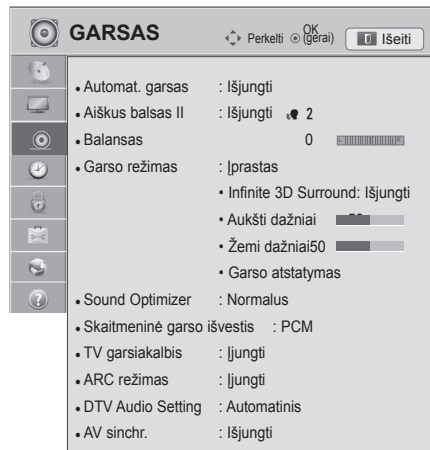 GARSAS Perkelti OK (gerai) Išeiti
• Automat. garsas : Išjungti
• Aiškus balsas II : Išjungti 2
• Balansas 0 L R
• Garso režimas : Įprastas
• Infinite 3D Surround: Išjungti
• Aukšti dažniai
• Žemi dažniai50
• Garso atstatymas
• Sound Optimizer : Normalus
• Skaitmeninė garso išvestis : PCM
• TV garsiakalbis : Įjungti
• ARC režimas : Įjungti
• DTV Audio Setting : Automatinis
• AV sinchr. : Išjungti